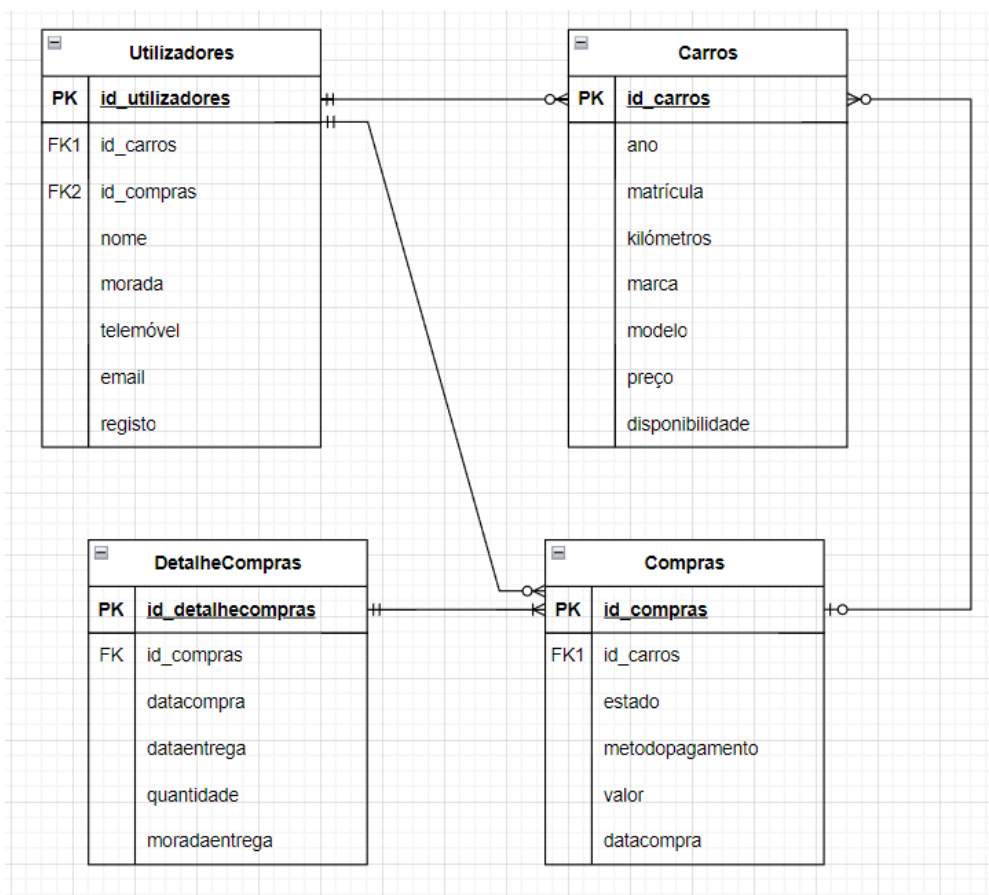 Utilizadores
PK id_utilizadores
FK1 id_carros
FK2 id_compras
nome
morada
telemóvel
email
registo
Carros
PK id_carros
ano
matrícula
kilómetros
marca
modelo
preço
disponibilidade
DetalheCompras
PK id_detalhecompras
FK id_compras
datacompra
dataentrega
quantidade
moradaentrega
Compras
PK id_compras
FK1 id_carros
estado
metodopagamento
valor
datacompra